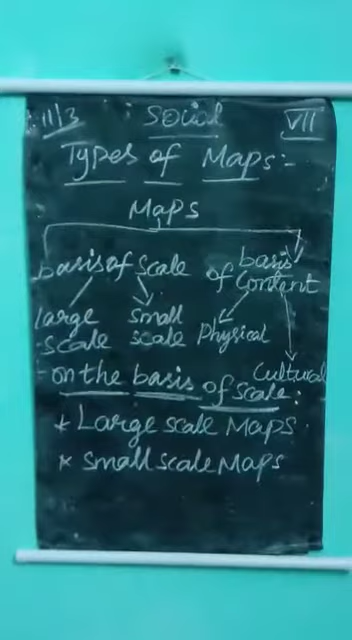 11/3 Social VII
Types of Maps:-
Maps
basis of scale basis of Content
large scale small scale Physical Cultural
- on the basis of scale:
* Large scale Maps.
* small scale Maps